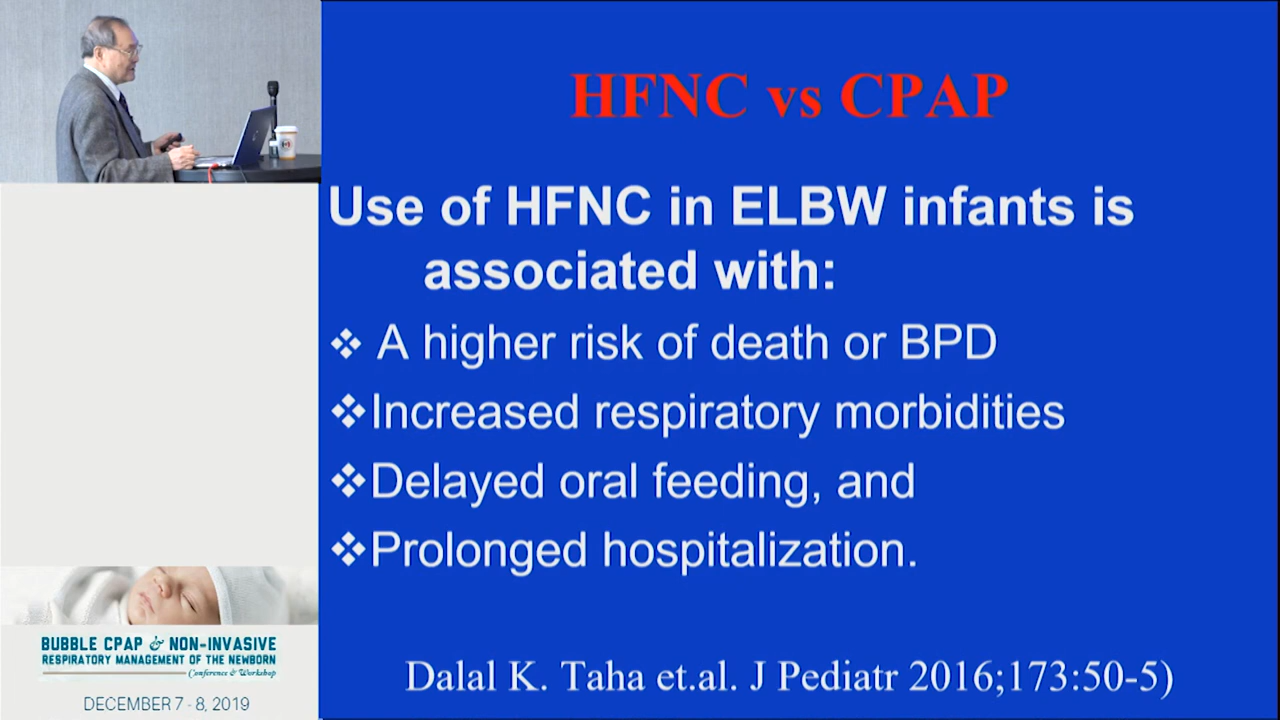 HFNC vs CPAP
Use of HFNC in ELBW infants is
associated with:
❖ A higher risk of death or BPD
❖Increased respiratory morbidities
❖Delayed oral feeding, and
❖Prolonged hospitalization.
Dalal K. Taha et.al. J Pediatr 2016;173:50-5)
BUBBLE CPAP & NON-INVASIVE
RESPIRATORY MANAGEMENT OF THE NEWBORN
Conference & Workshop
DECEMBER 7 - 8, 2019